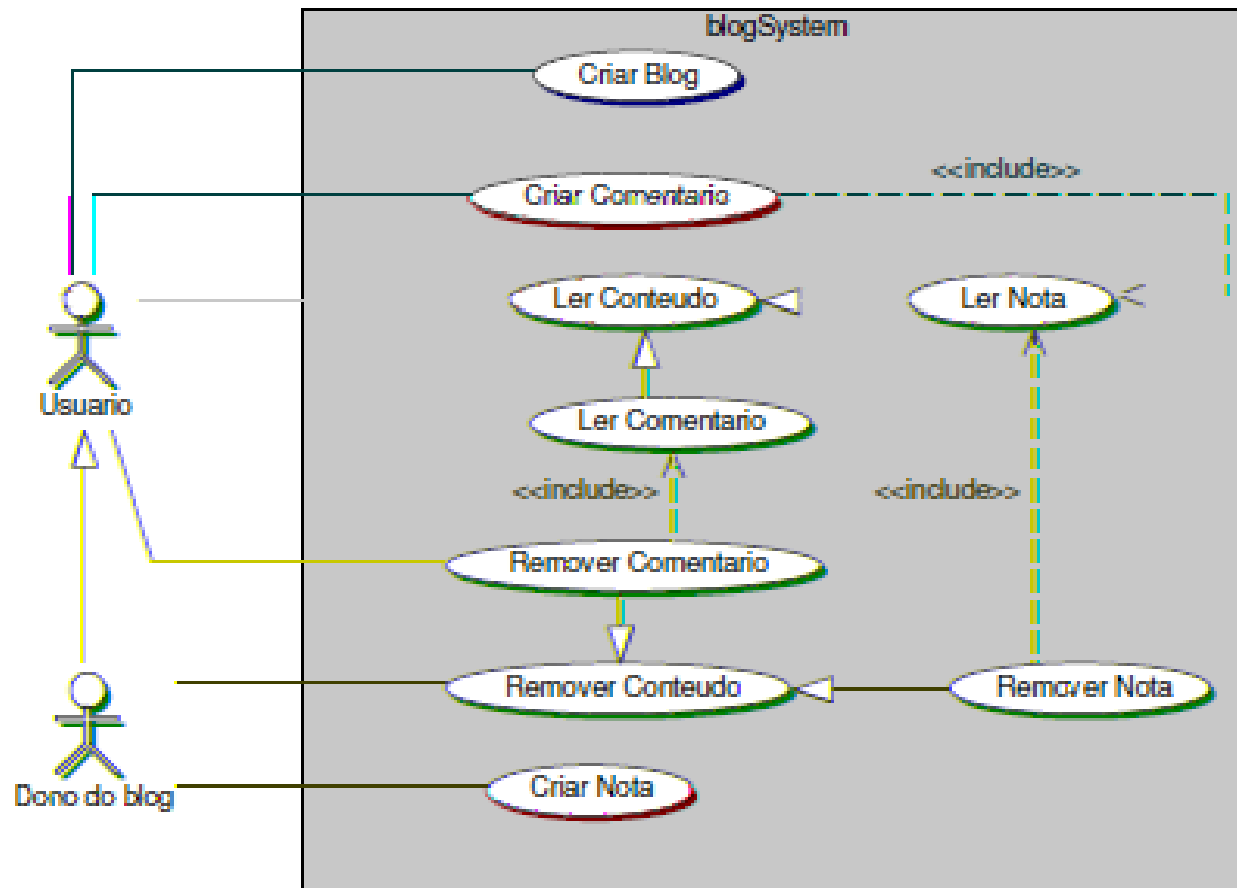 blogSystem
Criar Blog
<<include>>
Criar Comentario
Ler Conteudo
Ler Nota
Usuario
Ler Comentario
<<include>>
<<include>>
Remover Comentario
Remover Conteudo
Remover Nota
Criar Nota
Dono do blog